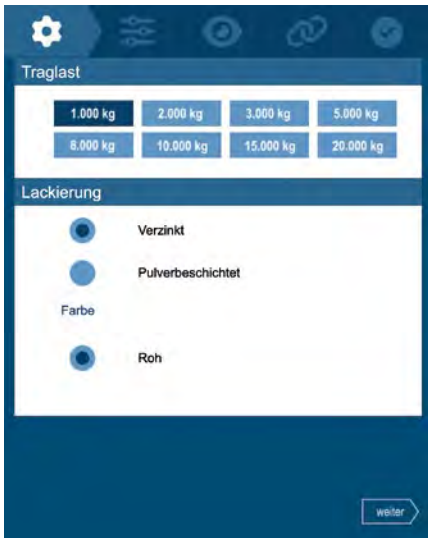 Traglast
1.000 kg 2.000 kg 3.000 kg 5.000 kg
8.000 kg 10.000 kg 15.000 kg 20.000 kg
Lackierung
Verzinkt
Pulverbeschichtet
Farbe
Roh
weiter